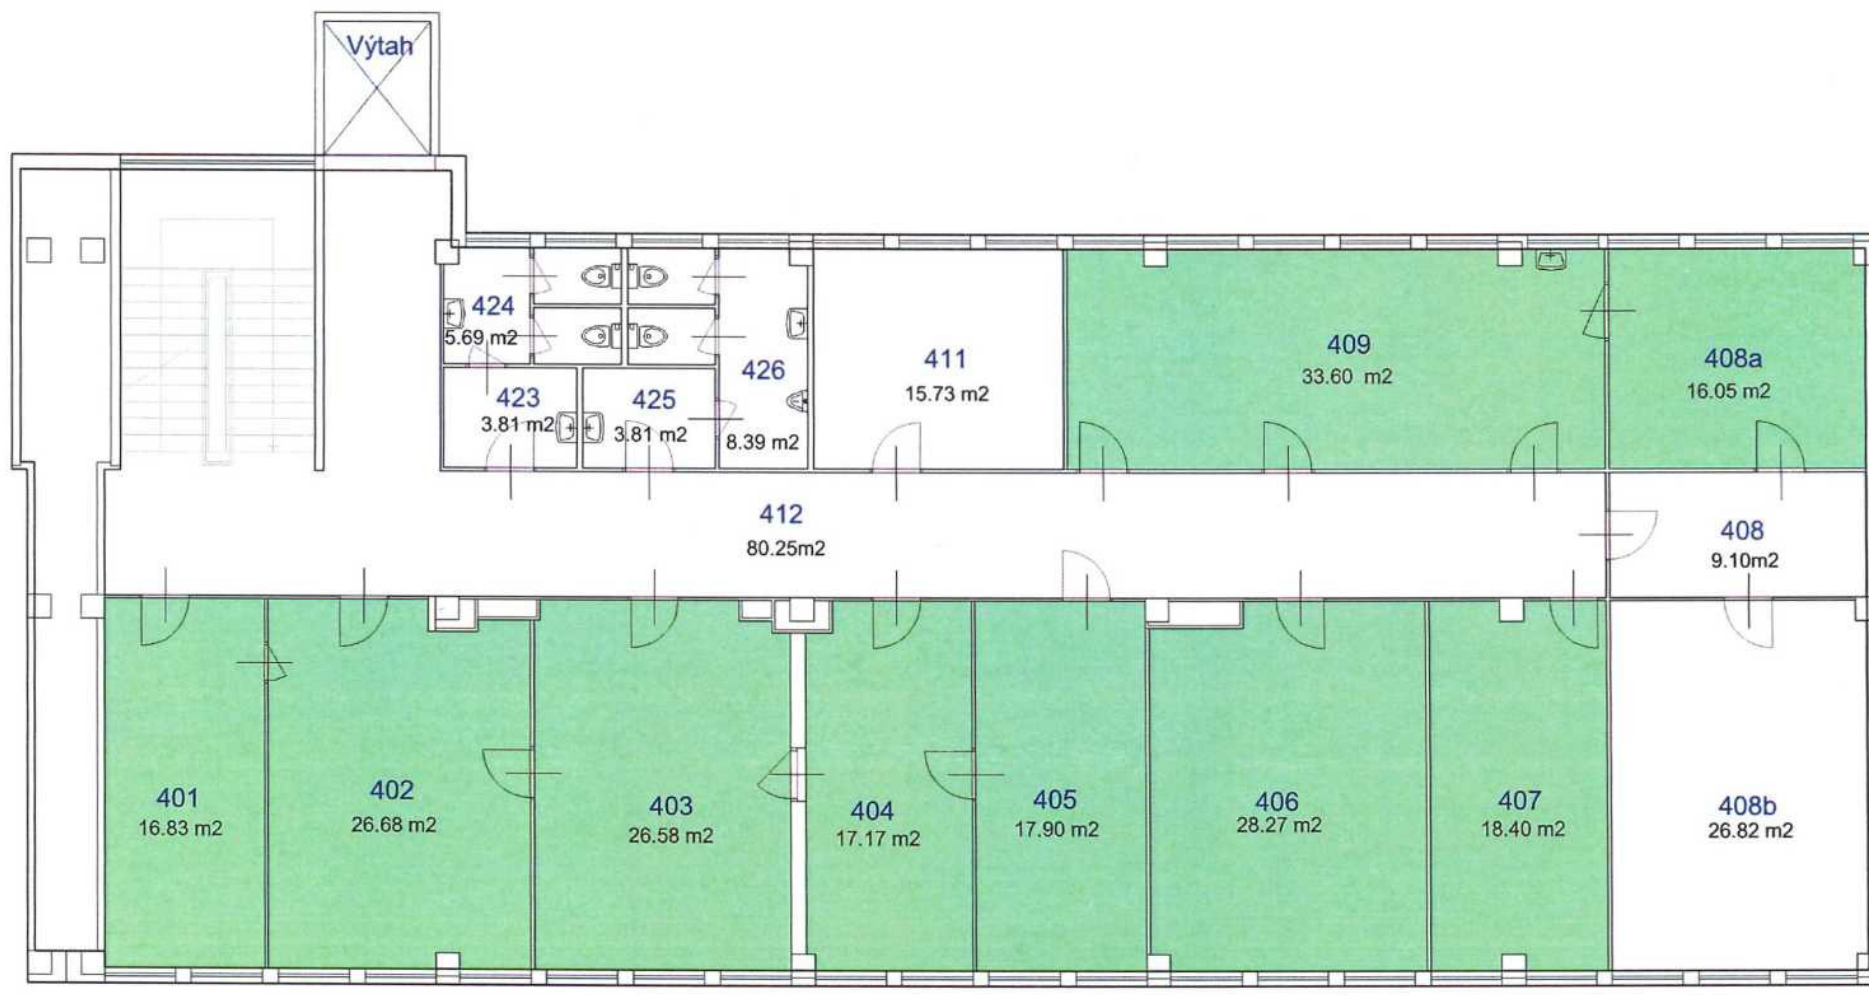 Výtah
424
5.69 m2
423
3.81 m2
425
3.81 m2
426
8.39 m2
411
15.73 m2
409
33.60 m2
408a
16.05 m2
412
80.25m2
408
9.10m2
401
16.83 m2
402
26.68 m2
403
26.58 m2
404
17.17 m2
405
17.90 m2
406
28.27 m2
407
18.40 m2
408b
26.82 m2